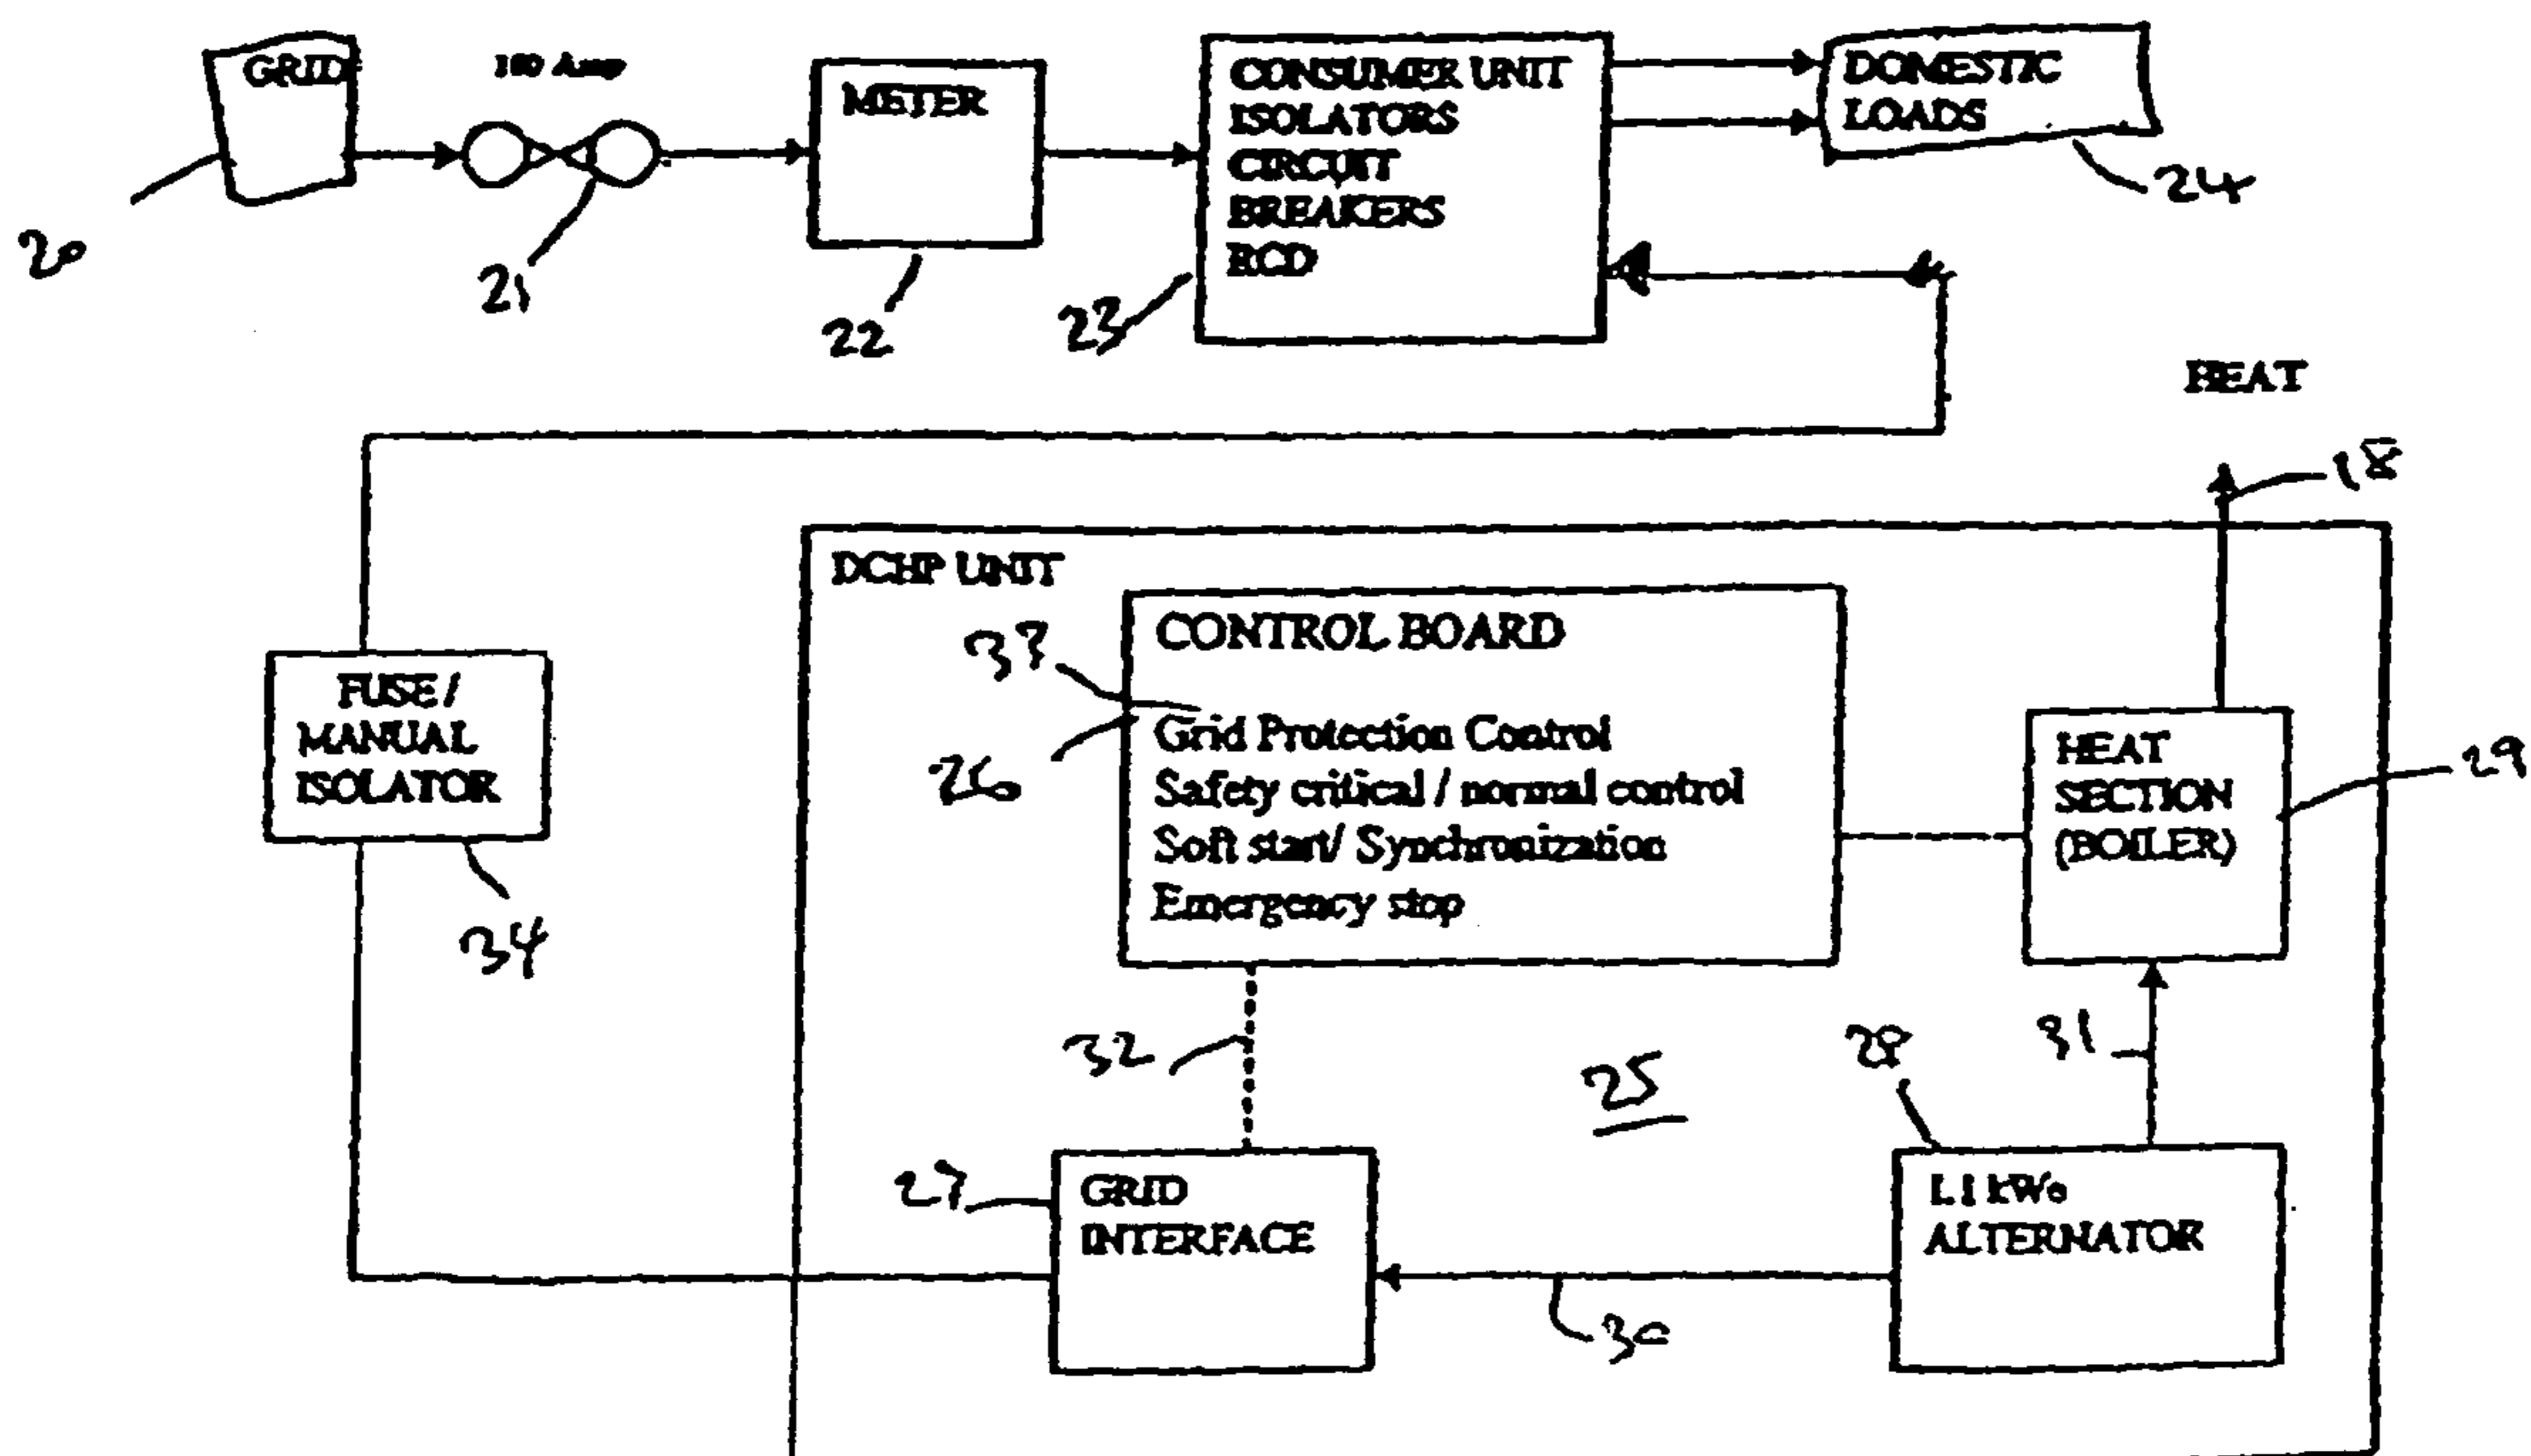 GRID
100 Amp
METER
CONSUMER UNIT
ISOLATORS
CIRCUIT
BREAKERS
RCD
DOMESTIC
LOADS
20
21
22
23
24
HEAT
18
DCHP UNIT
CONTROL BOARD
33
Grid Protection Control
26
Safety critical / normal control
Soft start/ Synchronization
Emergency stop
FUSE /
MANUAL
ISOLATOR
34
HEAT
SECTION
(BOILER)
29
32
25
28
31
27
GRID
INTERFACE
30
1.1 kWe
ALTERNATOR